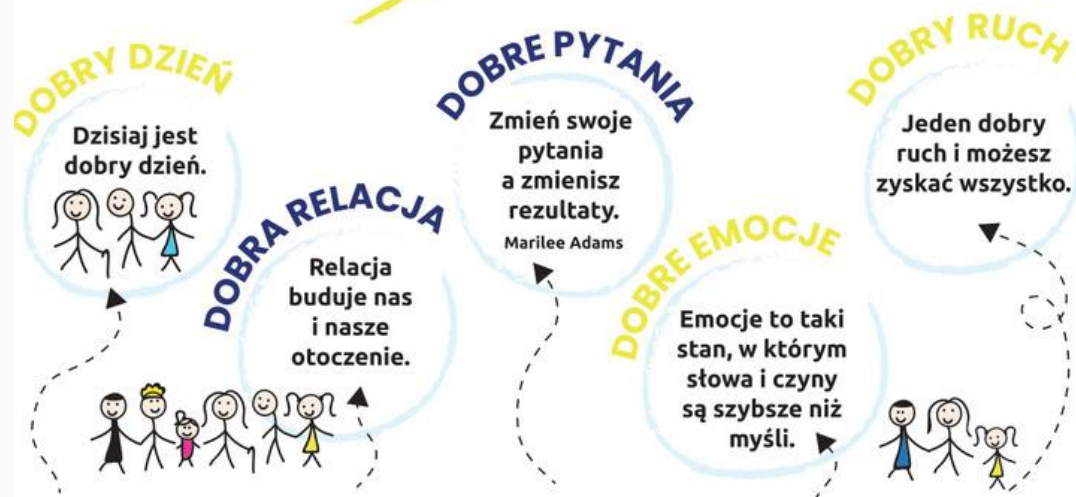 DOBRY DZIEŃ
Dzisiaj jest
dobry dzień.
DOBRA RELACJA
Relacja
buduje nas
i nasze
otoczenie.
DOBRE PYTANIA
Zmień swoje
pytania
a zmienisz
rezultaty.
Marilee Adams
DOBRE EMOCJE
Emocje to taki
stan, w którym
słowa i czyny
są szybsze niż
myśli.
DOBRY RUCH
Jeden dobry
ruch i możesz
zyskać wszystko.